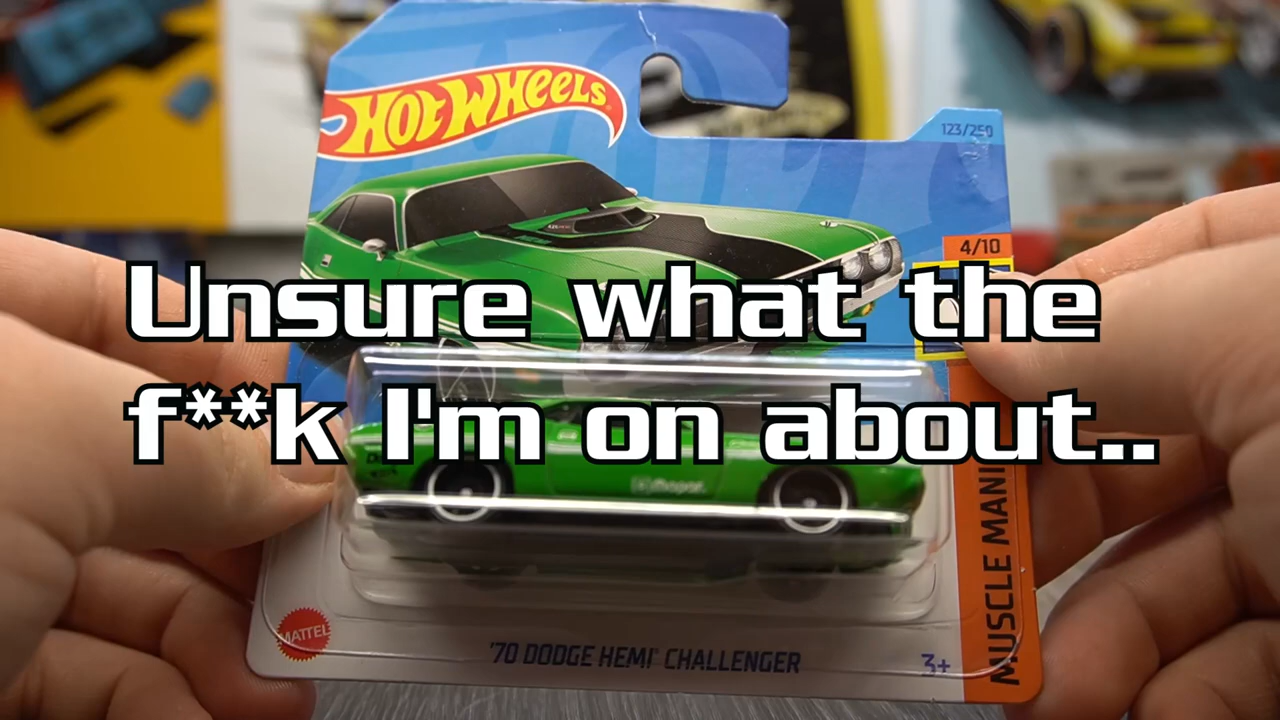 HOT WHEELS
123/250
4/10
Unsure what the
f**k I'm on about..
mopar.
MUSCLE MANI
MATTEL
'70 DODGE HEMI CHALLENGER
3+